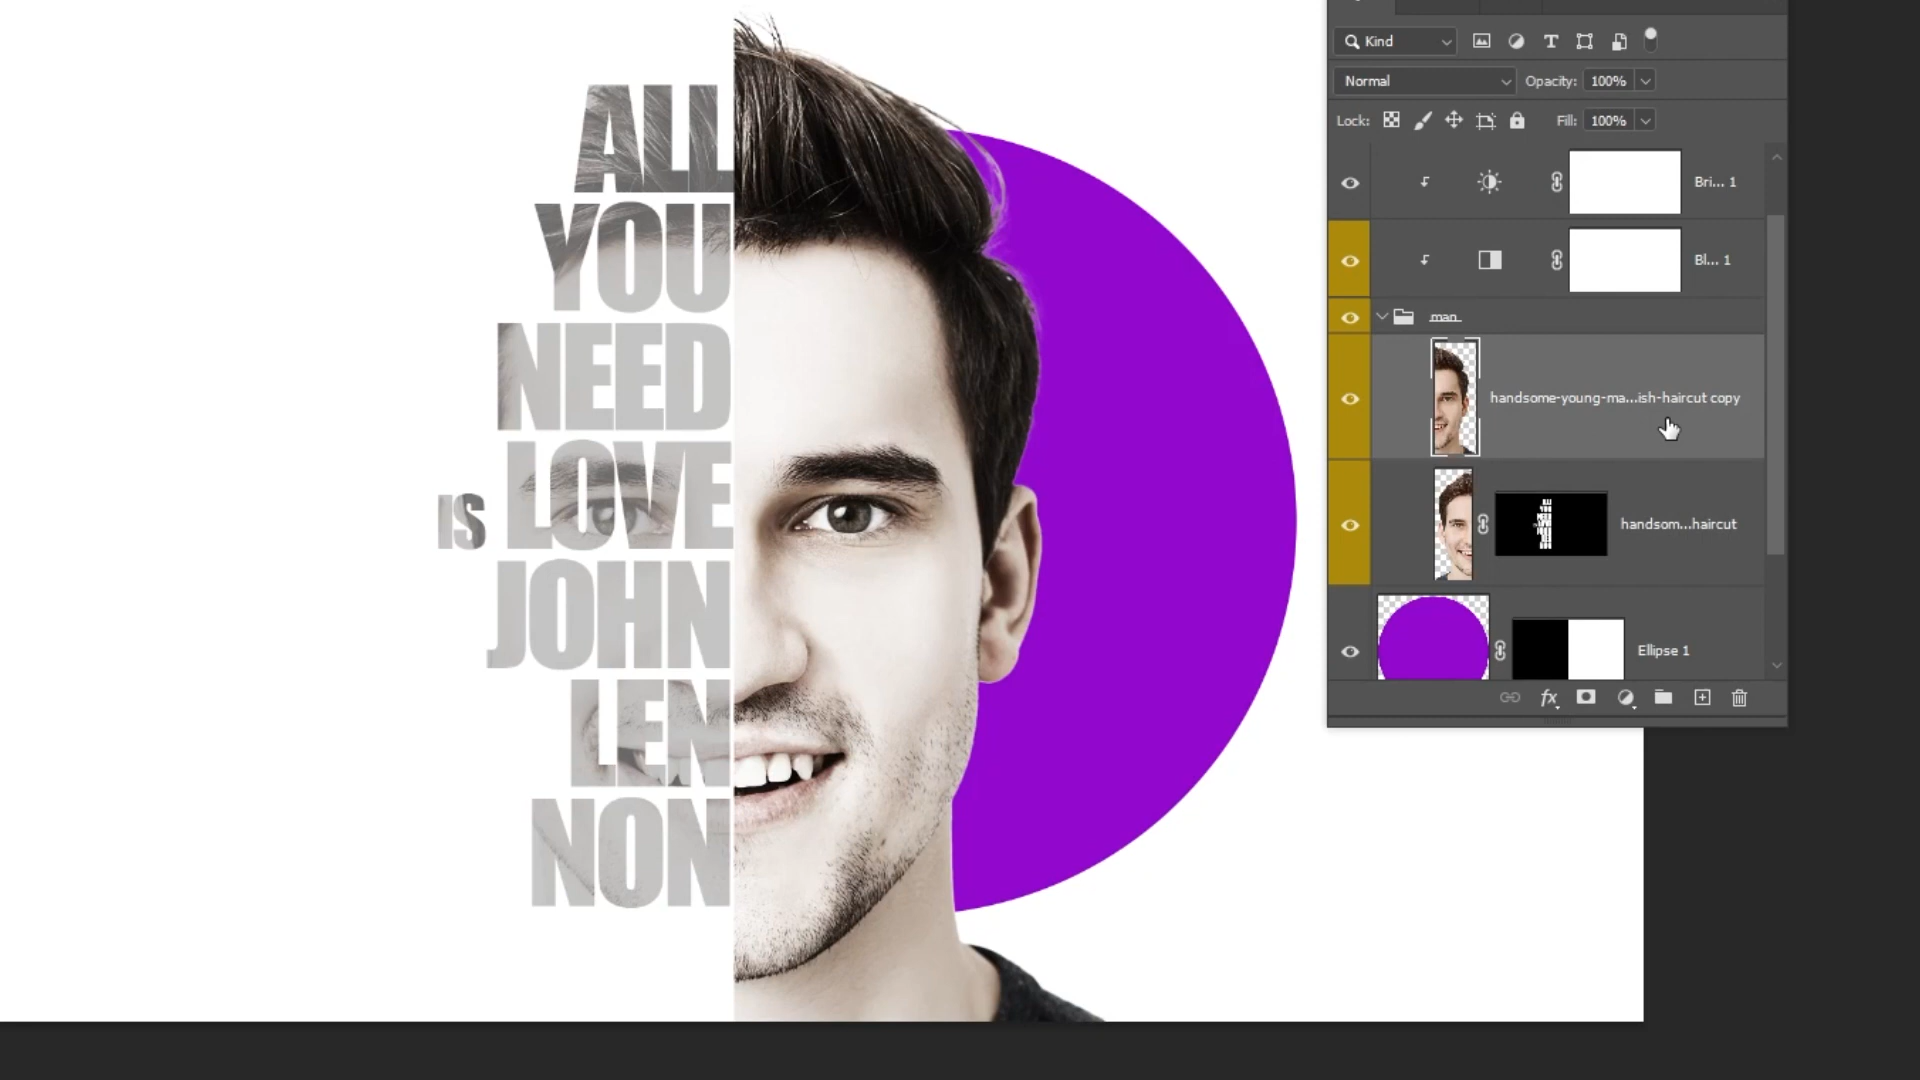 ALL
YOU
NEED
IS LOVE
JOHN
LEN
NON
Kind
Normal Opacity: 100%
Lock: Fill: 100%
Bri... 1
Bl... 1
man
handsome-young-ma...ish-haircut copy
handsom...haircut
Ellipse 1
fx